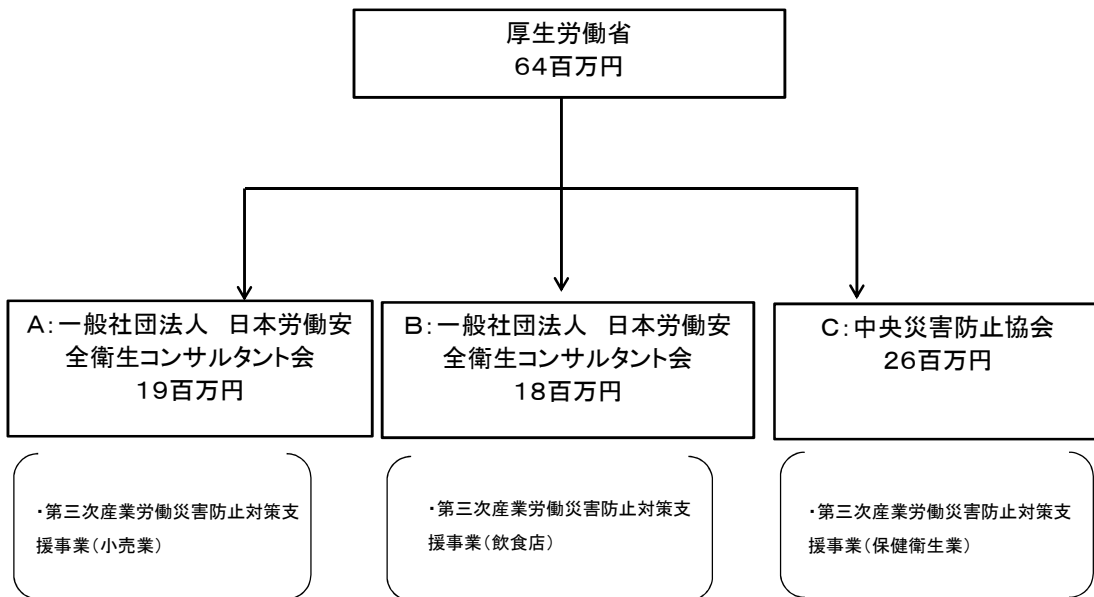 厚生労働省
64百万円
A:一般社団法人　日本労働安
全衛生コンサルタント会
19百万円
B:一般社団法人　日本労働安
全衛生コンサルタント会
18百万円
C:中央災害防止協会
26百万円
・第三次産業労働災害防止対策支
援事業(小売業)
・第三次産業労働災害防止対策支
援事業(飲食店)
・第三次産業労働災害防止対策支
援事業(保健衛生業)